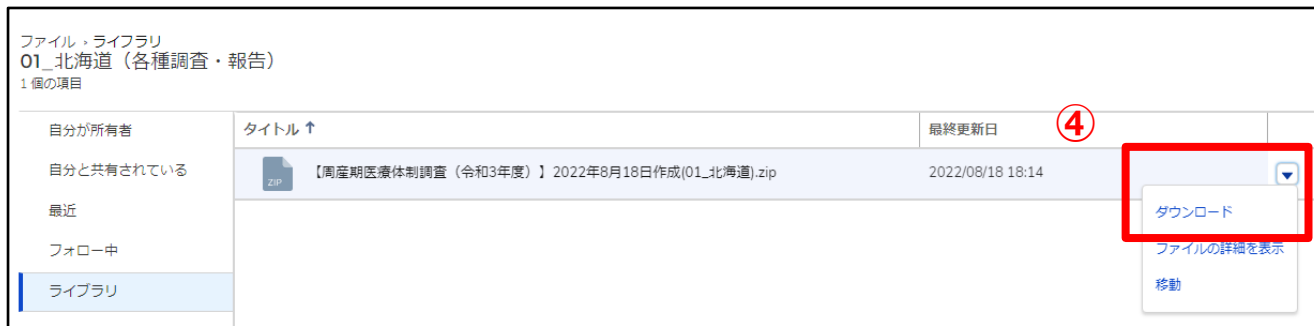 ファイル > ライブラリ
01_北海道（各種調査・報告）
1 個の項目
自分が所有者
自分と共有されている
最近
フォロー中
ライブラリ
タイトル ↑
最終更新日
④
ZIP
【周産期医療体制調査（令和3年度）】2022年8月18日作成(01_北海道).zip
2022/08/18 18:14
ダウンロード
ファイルの詳細を表示
移動